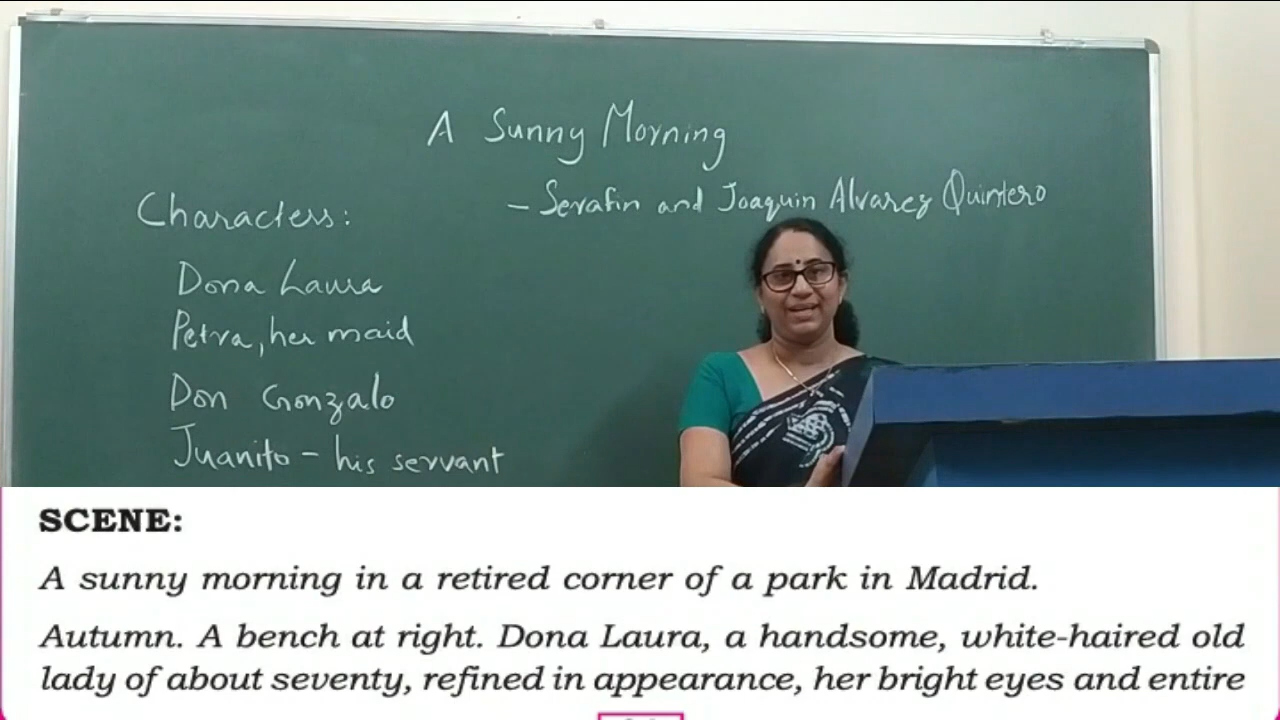 A Sunny Morning
– Serafin and Joaquin Alvarez Quintero
Characters:
Dona Laura
Petra, her maid
Don Gonzalo
Juanito – his servant
SCENE:
A sunny morning in a retired corner of a park in Madrid.
Autumn. A bench at right. Dona Laura, a handsome, white-haired old
lady of about seventy, refined in appearance, her bright eyes and entire